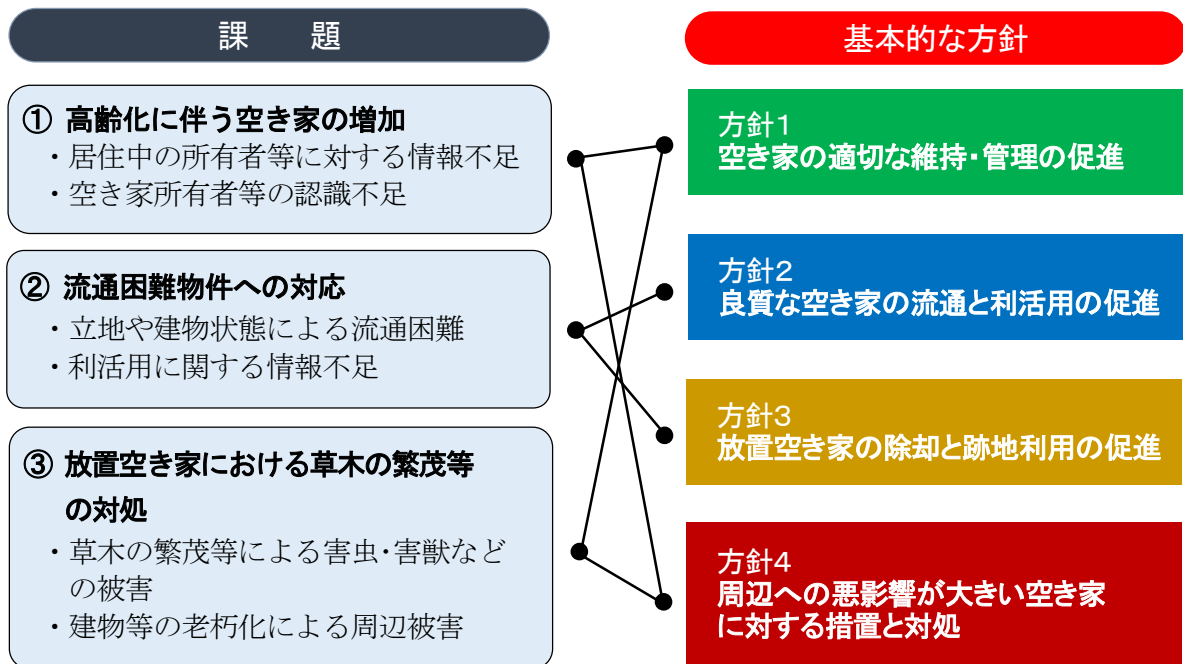 課　　題
① 高齢化に伴う空き家の増加
・居住中の所有者等に対する情報不足
・空き家所有者等の認識不足
② 流通困難物件への対応
・立地や建物状態による流通困難
・利活用に関する情報不足
③ 放置空き家における草木の繁茂等
の対処
・草木の繁茂等による害虫・害獣など
の被害
・建物等の老朽化による周辺被害
基本的な方針
方針1
空き家の適切な維持・管理の促進
方針2
良質な空き家の流通と利活用の促進
方針3
放置空き家の除却と跡地利用の促進
方針4
周辺への悪影響が大きい空き家
に対する措置と対処